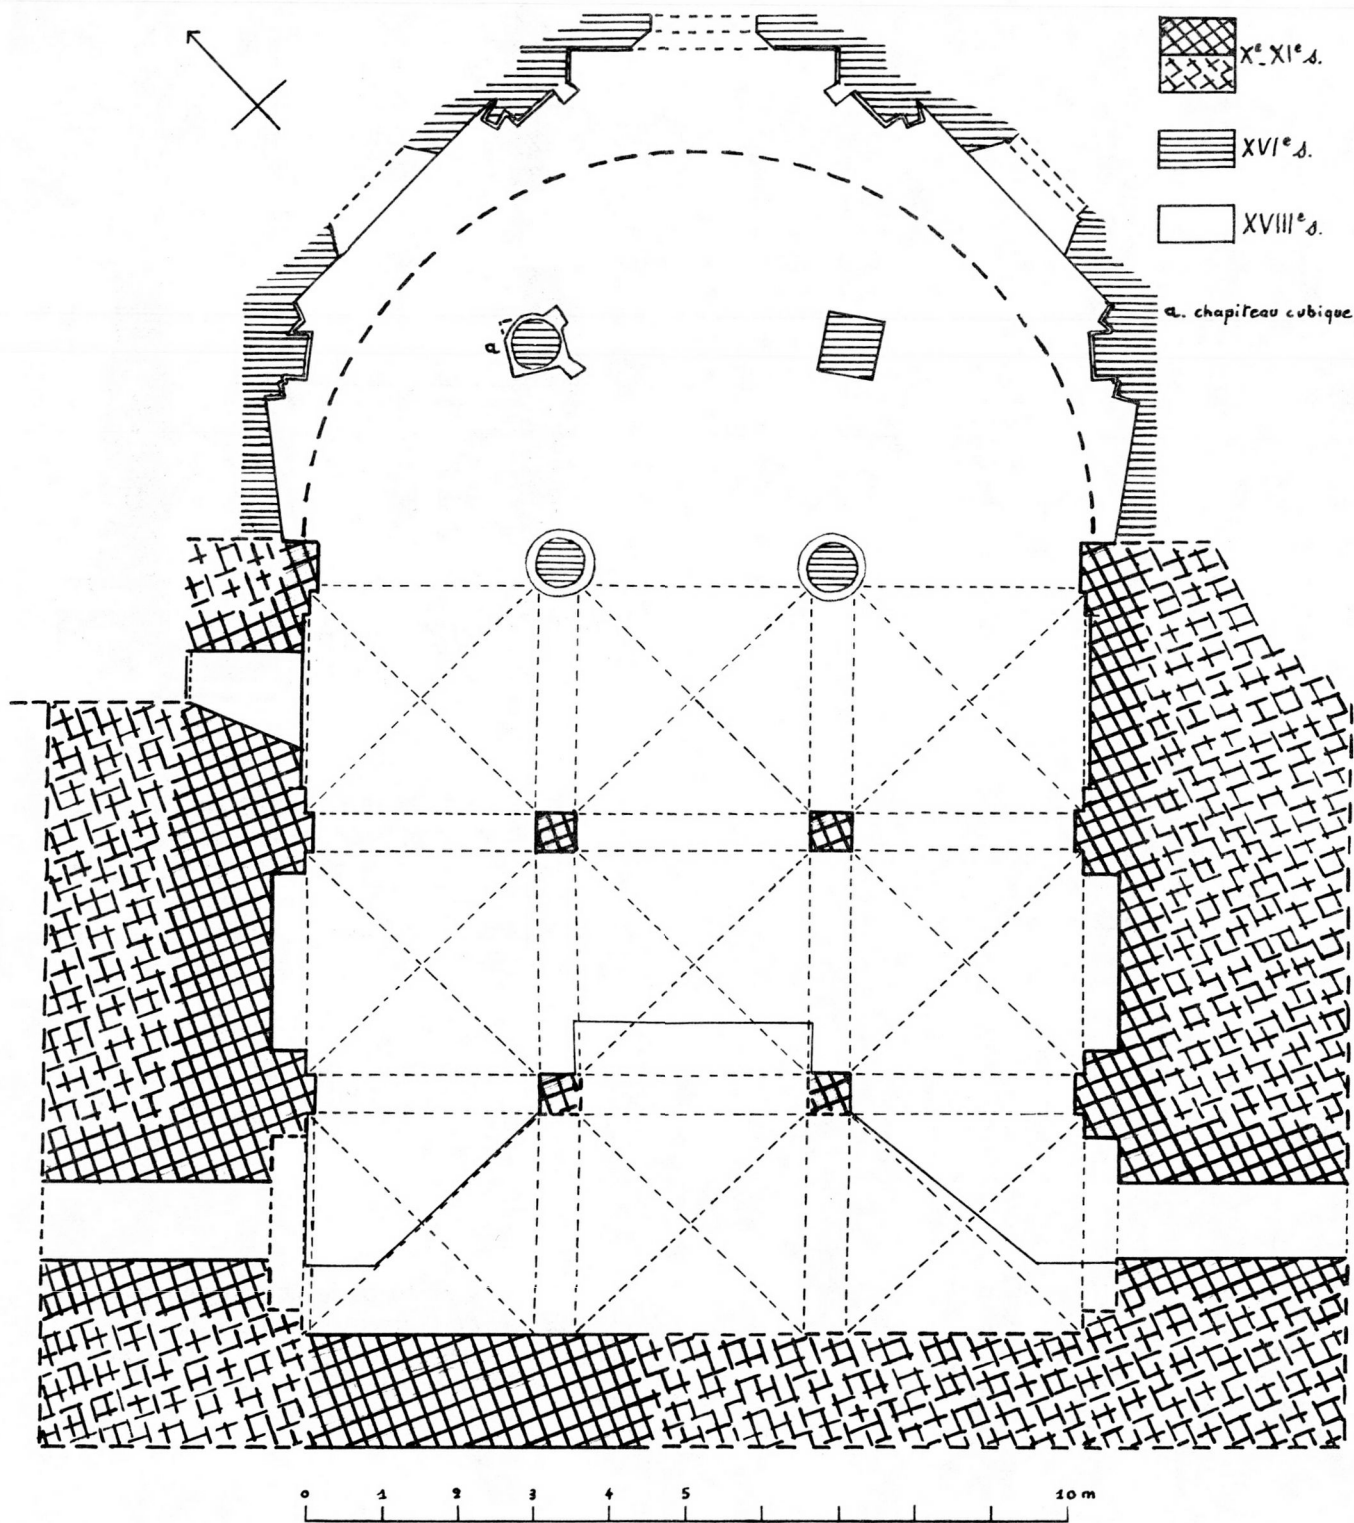 Xᵉ_XIᵉ s.
XVIᵉ s.
XVIIIᵉ s.
a. chapiteau cubique
a
0 1 2 3 4 5 10 m